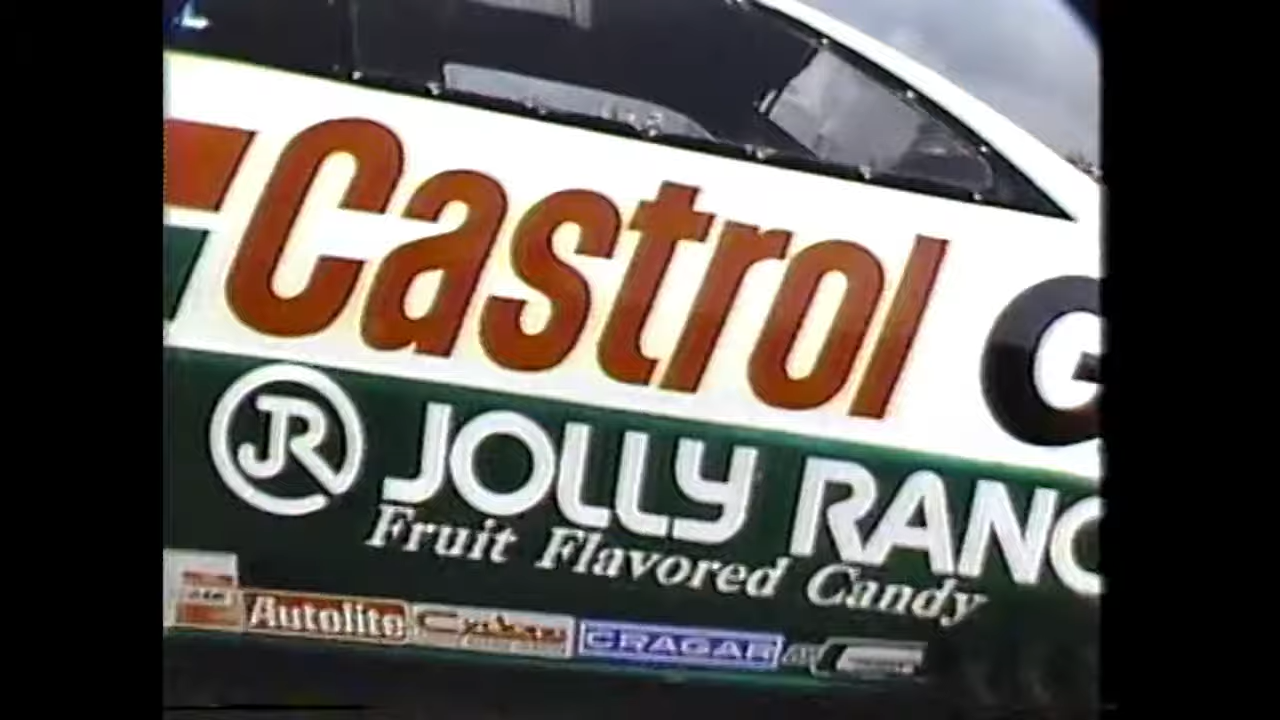 Castrol G
JR JOLLY RANC
Fruit Flavored Candy
Autolite CRAGAR